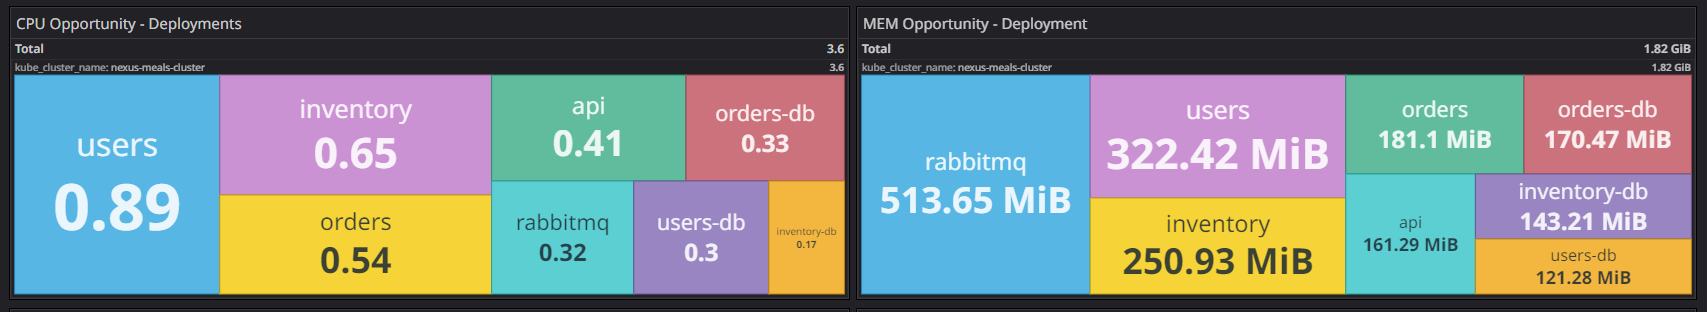 CPU Opportunity - Deployments
Total 3.6
kube_cluster_name: nexus-meals-cluster 3.6
users
0.89
inventory
0.65
orders
0.54
api
0.41
orders-db
0.33
rabbitmq
0.32
users-db
0.3
inventory-db
0.17
MEM Opportunity - Deployment
Total 1.82 GiB
kube_cluster_name: nexus-meals-cluster 1.82 GiB
rabbitmq
513.65 MiB
users
322.42 MiB
inventory
250.93 MiB
orders
181.1 MiB
orders-db
170.47 MiB
api
161.29 MiB
inventory-db
143.21 MiB
users-db
121.28 MiB